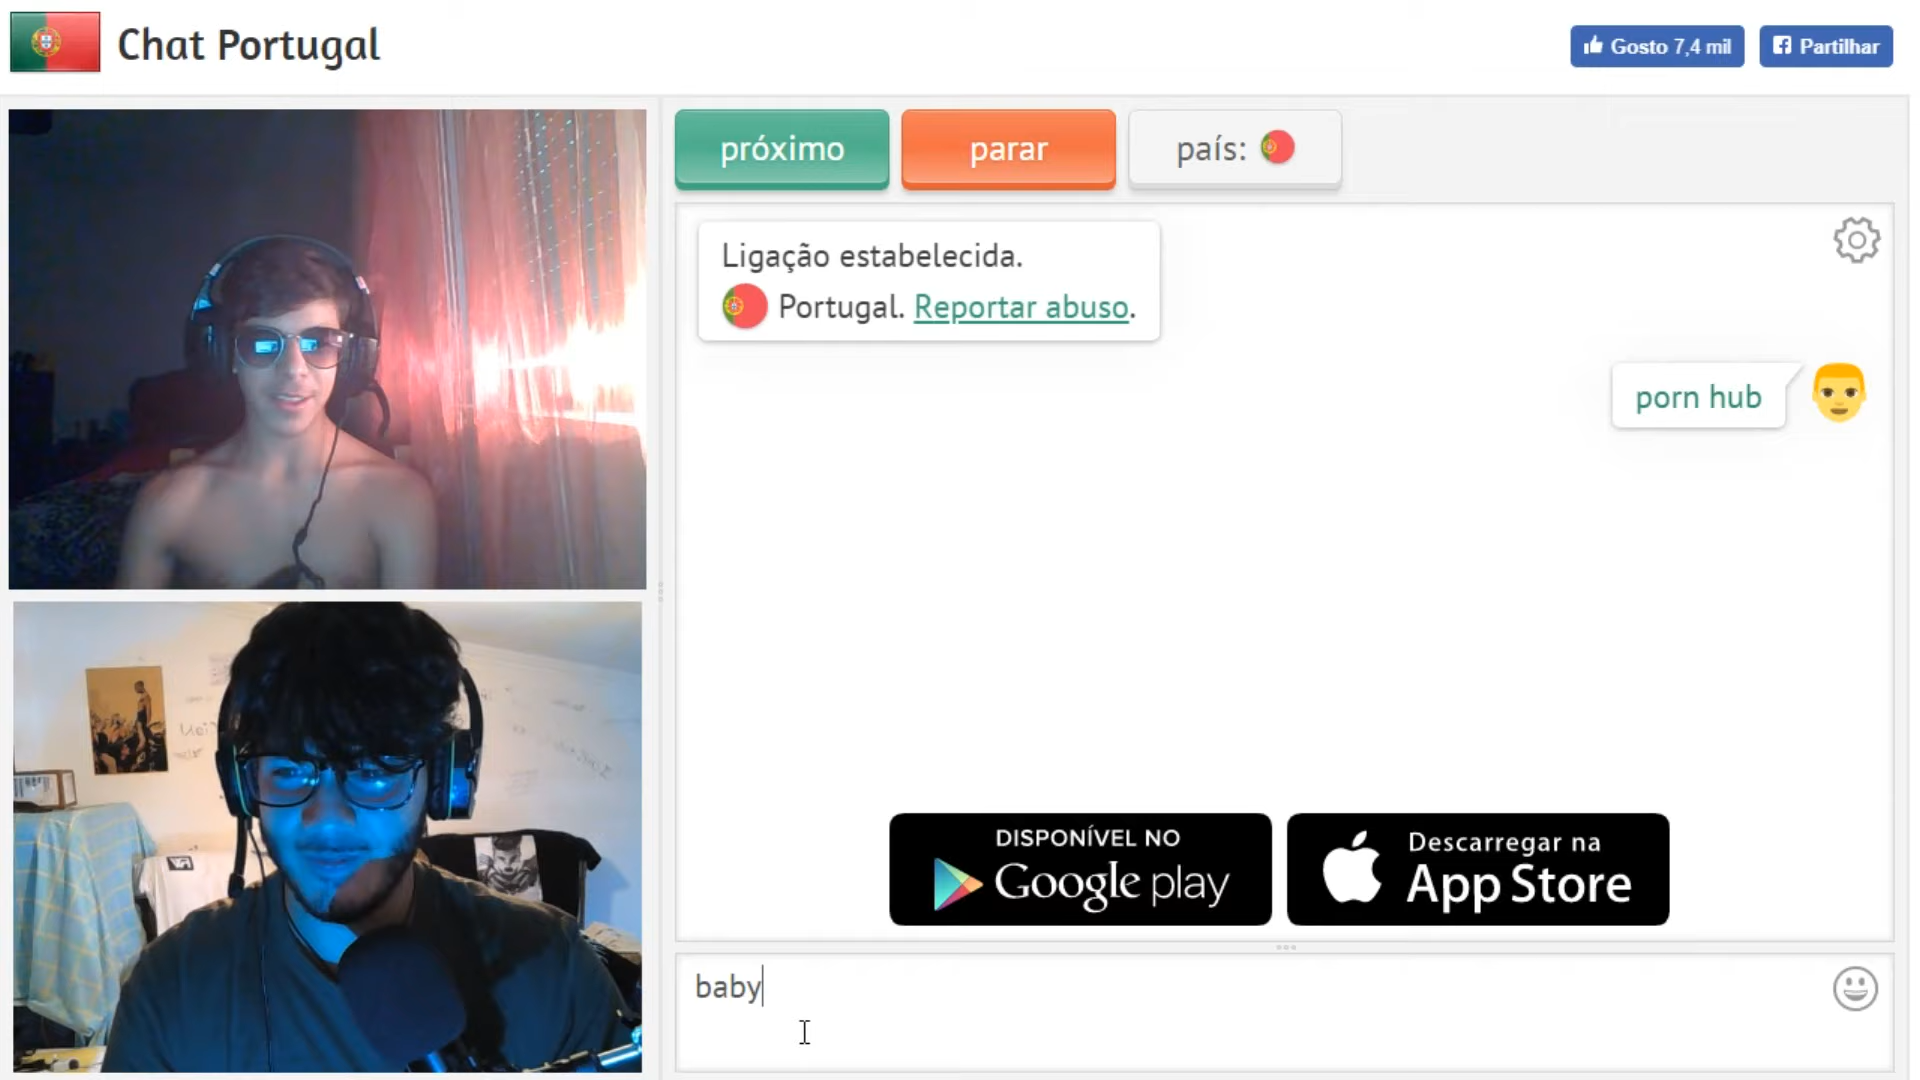 Chat Portugal
Gosto 7,4 mil
Partilhar
próximo
parar
país:
Ligação estabelecida.
Portugal. Reportar abuso.
porn hub
DISPONÍVEL NO
Google play
Descarregar na
App Store
baby